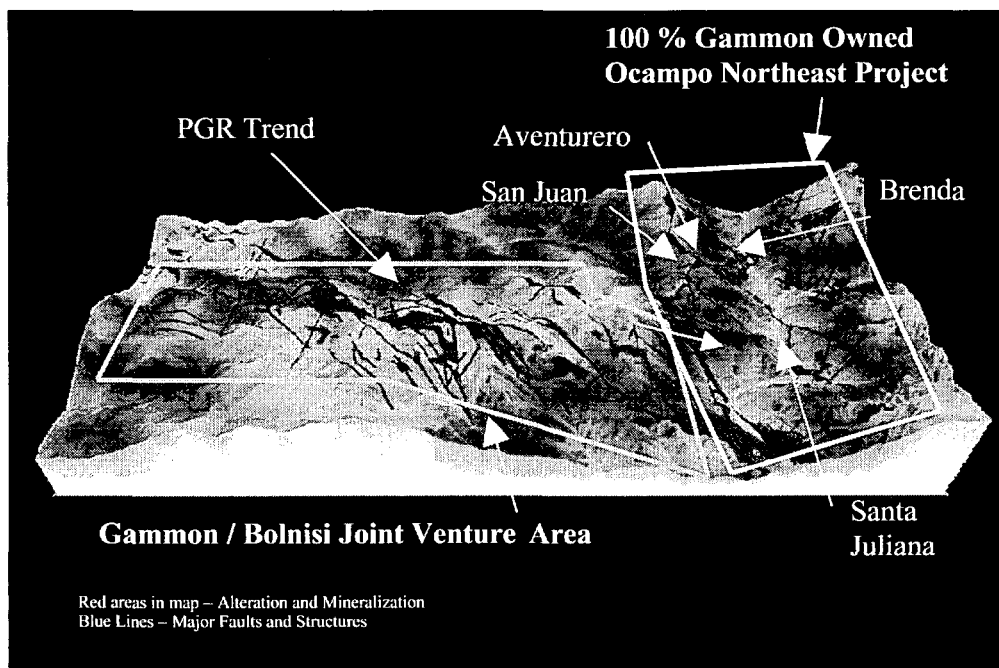 100 % Gammon Owned
Ocampo Northeast Project
PGR Trend
Aventurero
San Juan
Brenda
Santa
Juliana
Gammon / Bolnisi Joint Venture Area
Red areas in map – Alteration and Mineralization
Blue Lines – Major Faults and Structures